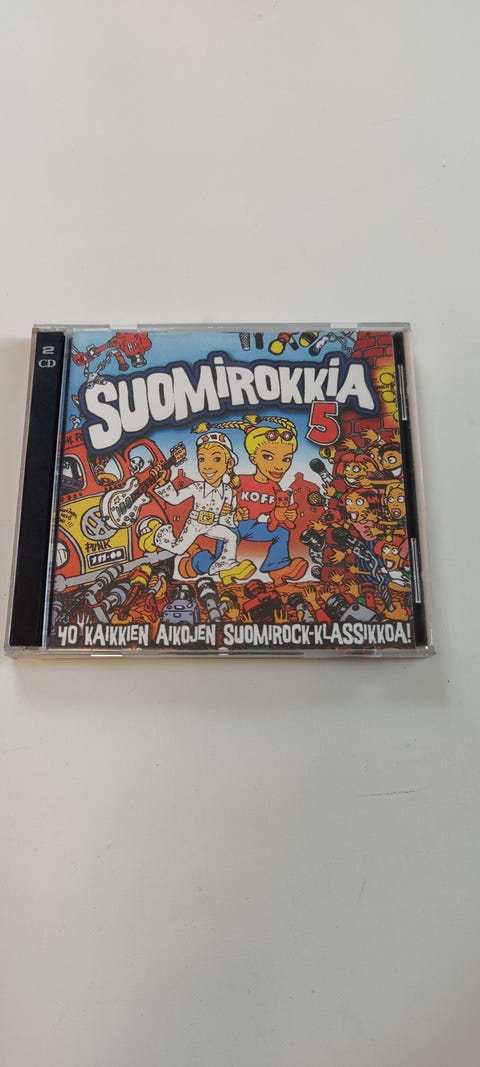 2
CD
SUOMIROKKIA
5
KOFF
PUNK
40 KAIKKIEN AIKOJEN SUOMIROCK-KLASSIKKOA!